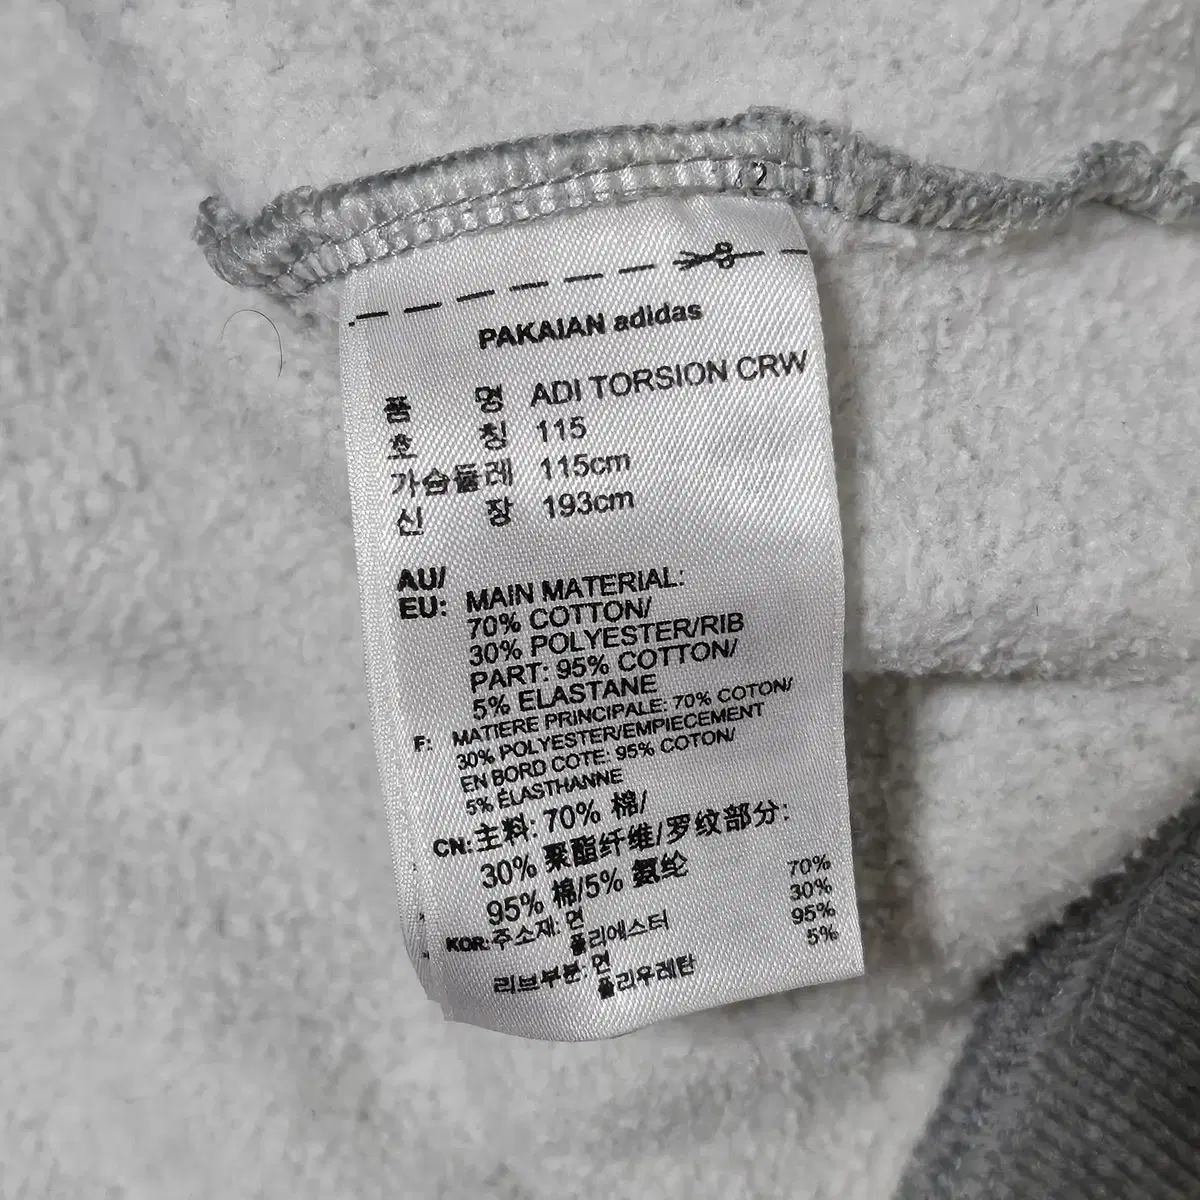 2
PAKAIAN adidas
품 명 ADI TORSION CRW
호 칭 115
가슴둘레 115cm
신 장 193cm
AU/
EU: MAIN MATERIAL:
70% COTTON/
30% POLYESTER/RIB
PART: 95% COTTON/
5% ELASTANE
F: MATIERE PRINCIPALE: 70% COTON/
30% POLYESTER/EMPIECEMENT
EN BORD COTE: 95% COTON/
5% ÉLASTHANNE
CN: 主料: 70% 棉/
30% 聚酯纤维/罗纹部分:
95% 棉/5% 氨纶
KOR: 주소재: 면 70%
폴리에스터 30%
리브부분: 면 95%
폴리우레탄 5%